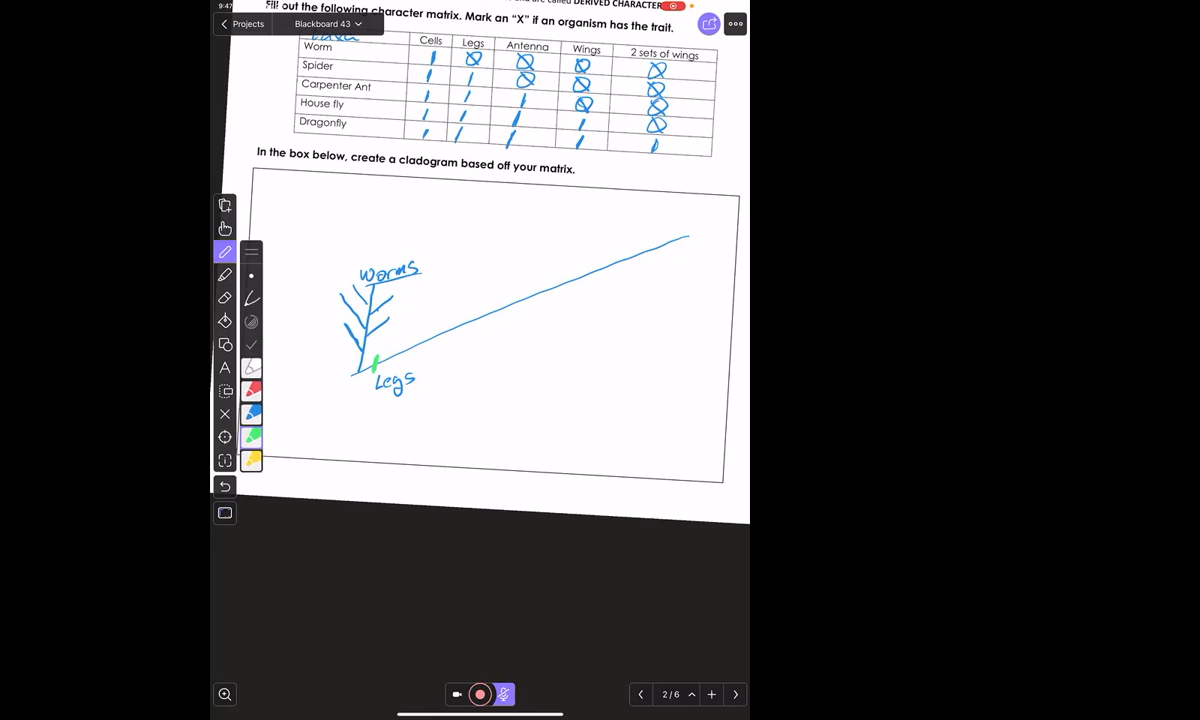 9:47
Fill out the following character matrix. Mark an "X" if an organism has the trait.
DERIVED CHARACTER
Projects
Blackboard 43
Cells Legs Antenna Wings 2 sets of wings
Worm
Spider
Carpenter Ant
House fly
Dragonfly
In the box below, create a cladogram based off your matrix.
Worms
Legs
A
2 / 6